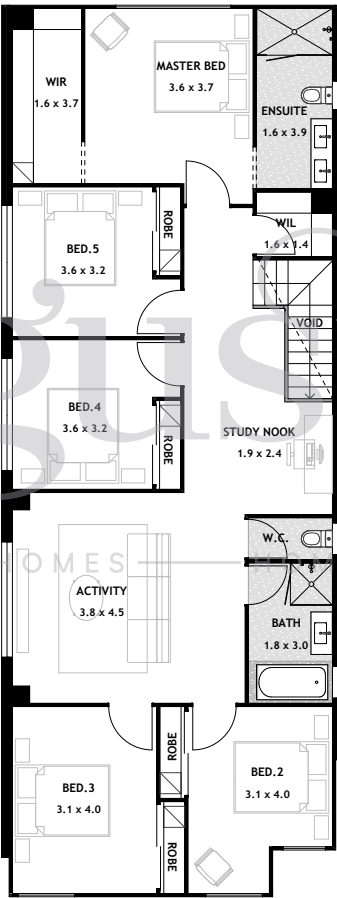 MASTER BED
3.6 x 3.7
WIR
1.6 x 3.7
ENSUITE
1.6 x 3.9
ROBE
WIL
1.6 x 1.4
BED.5
3.6 x 3.2
VOID
gus
BED.4
3.6 x 3.2
ROBE
STUDY NOOK
1.9 x 2.4
W.C.
HOMES
HOM
ACTIVITY
3.8 x 4.5
BATH
1.8 x 3.0
ROBE
BED.2
3.1 x 4.0
BED.3
3.1 x 4.0
ROBE